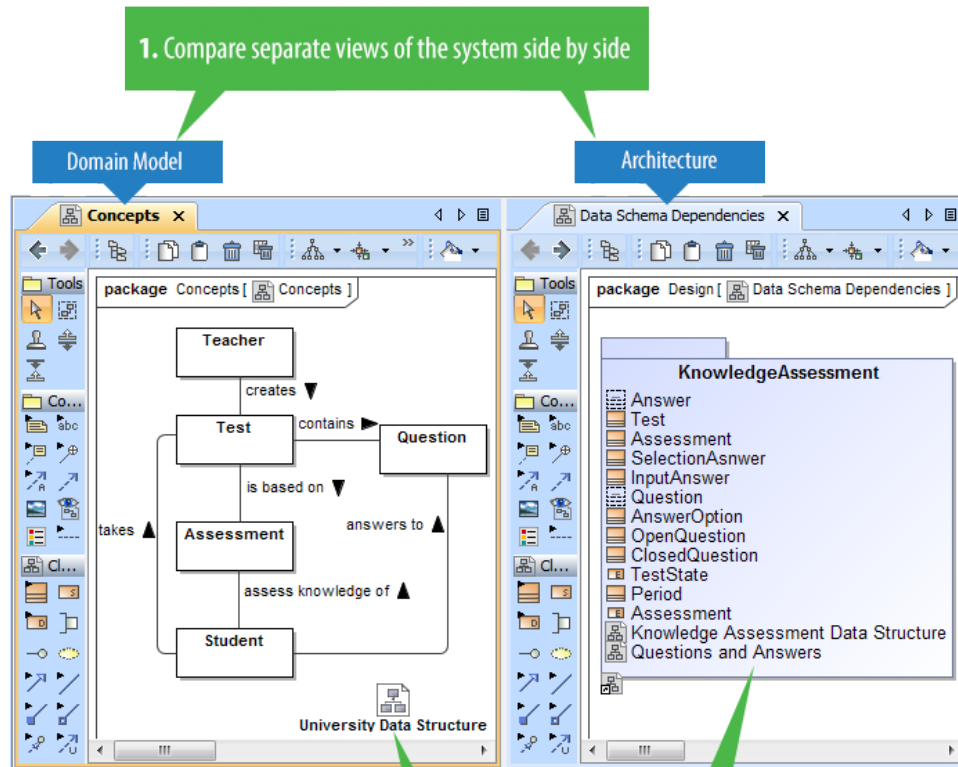 1. Compare separate views of the system side by side
Domain Model
Architecture
Concepts X
Data Schema Dependencies X
Tools
package Concepts [ Concepts ]
Teacher
creates
Test
contains
Question
is based on
takes
Assessment
answers to
assess knowledge of
Student
University Data Structure
Co...
abc
Cl...
Tools
package Design [ Data Schema Dependencies ]
KnowledgeAssessment
Answer
Test
Assessment
SelectionAsnwer
InputAnswer
Question
AnswerOption
OpenQuestion
ClosedQuestion
E TestState
Period
E Assessment
Knowledge Assessment Data Structure
Questions and Answers
Co...
abc
Cl...